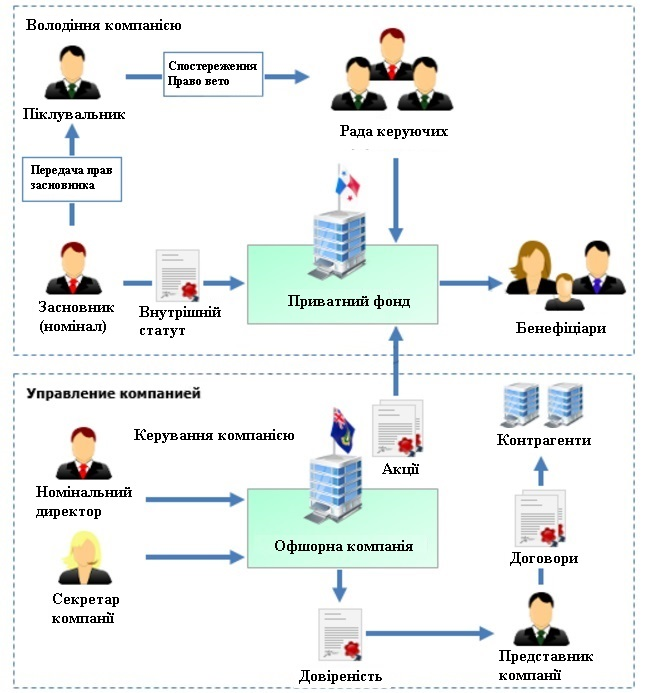 Володіння компанією
Спостереження
Право вето
Піклувальник
Рада керуючих
Передача прав
засновника
Засновник
(номінал)
Внутрішній
статут
Приватний фонд
Бенефіціари
Управление компанией
Керування компанією
Акції
Контрагенти
Номінальний
директор
Офшорна компанія
Договори
Секретар
компанії
Довіреність
Представник
компанії